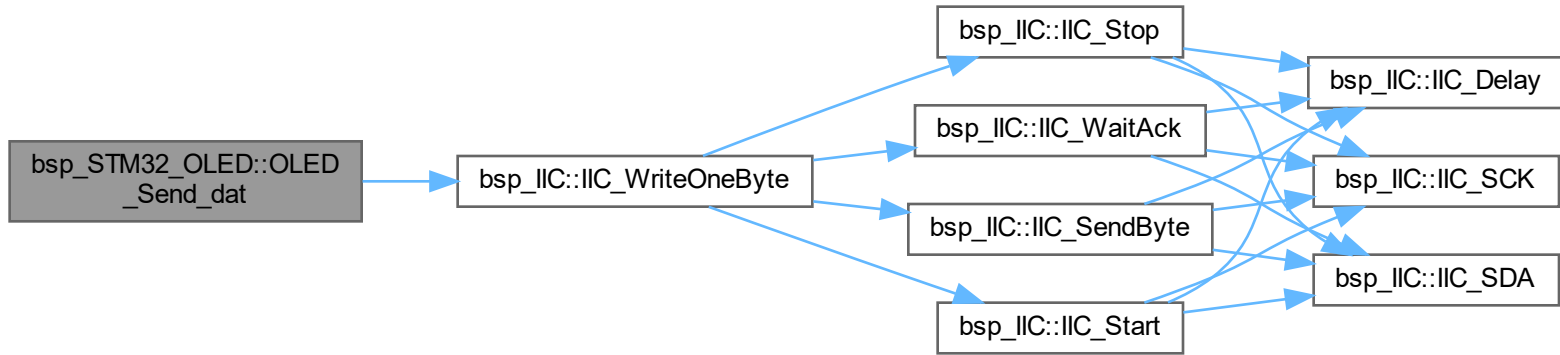 bsp_STM32_OLED::OLED
_Send_dat
bsp_IIC::IIC_WriteOneByte
bsp_IIC::IIC_Stop
bsp_IIC::IIC_WaitAck
bsp_IIC::IIC_SendByte
bsp_IIC::IIC_Start
bsp_IIC::IIC_Delay
bsp_IIC::IIC_SCK
bsp_IIC::IIC_SDA